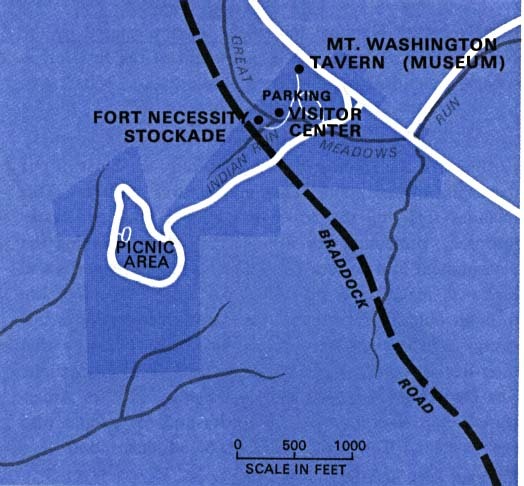 MT. WASHINGTON
TAVERN (MUSEUM)
GREAT
PARKING
FORT NECESSITY
STOCKADE
VISITOR
CENTER
RUN
MEADOWS
INDIAN RUN
PICNIC
AREA
BRADDOCK
ROAD
0 500 1000
SCALE IN FEET